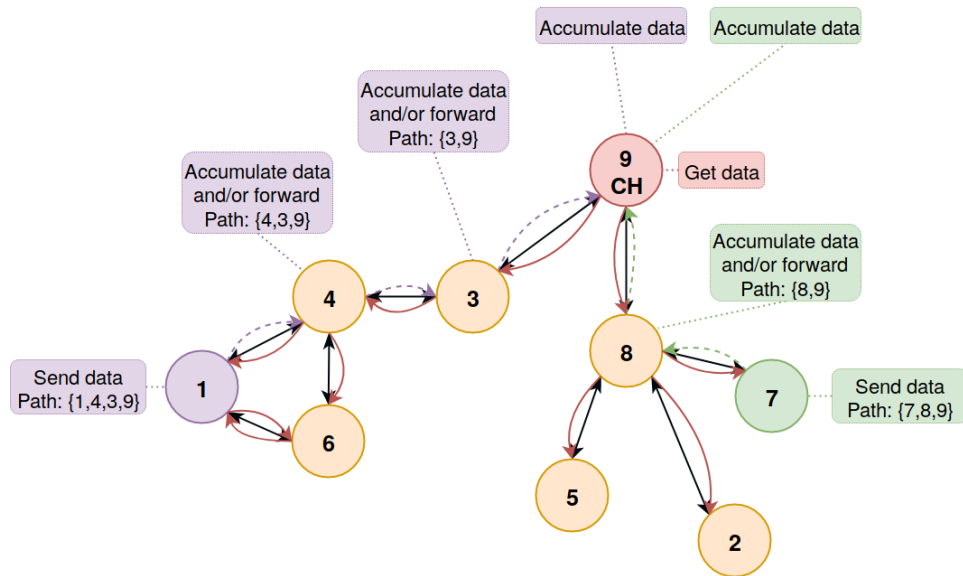 Accumulate data
Accumulate data
Accumulate data
and/or forward
Path: {3,9}
9
CH
Get data
Accumulate data
and/or forward
Path: {4,3,9}
Accumulate data
and/or forward
Path: {8,9}
4
3
8
Send data
Path: {1,4,3,9}
1
7
Send data
Path: {7,8,9}
6
5
2